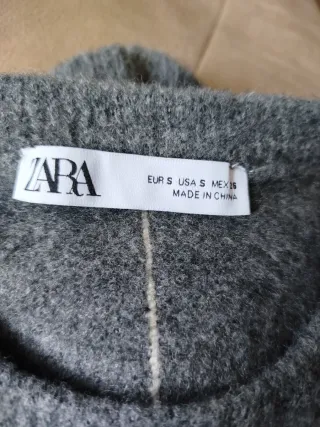 ZARA
EUR S USA S MEX 26
MADE IN CHINA